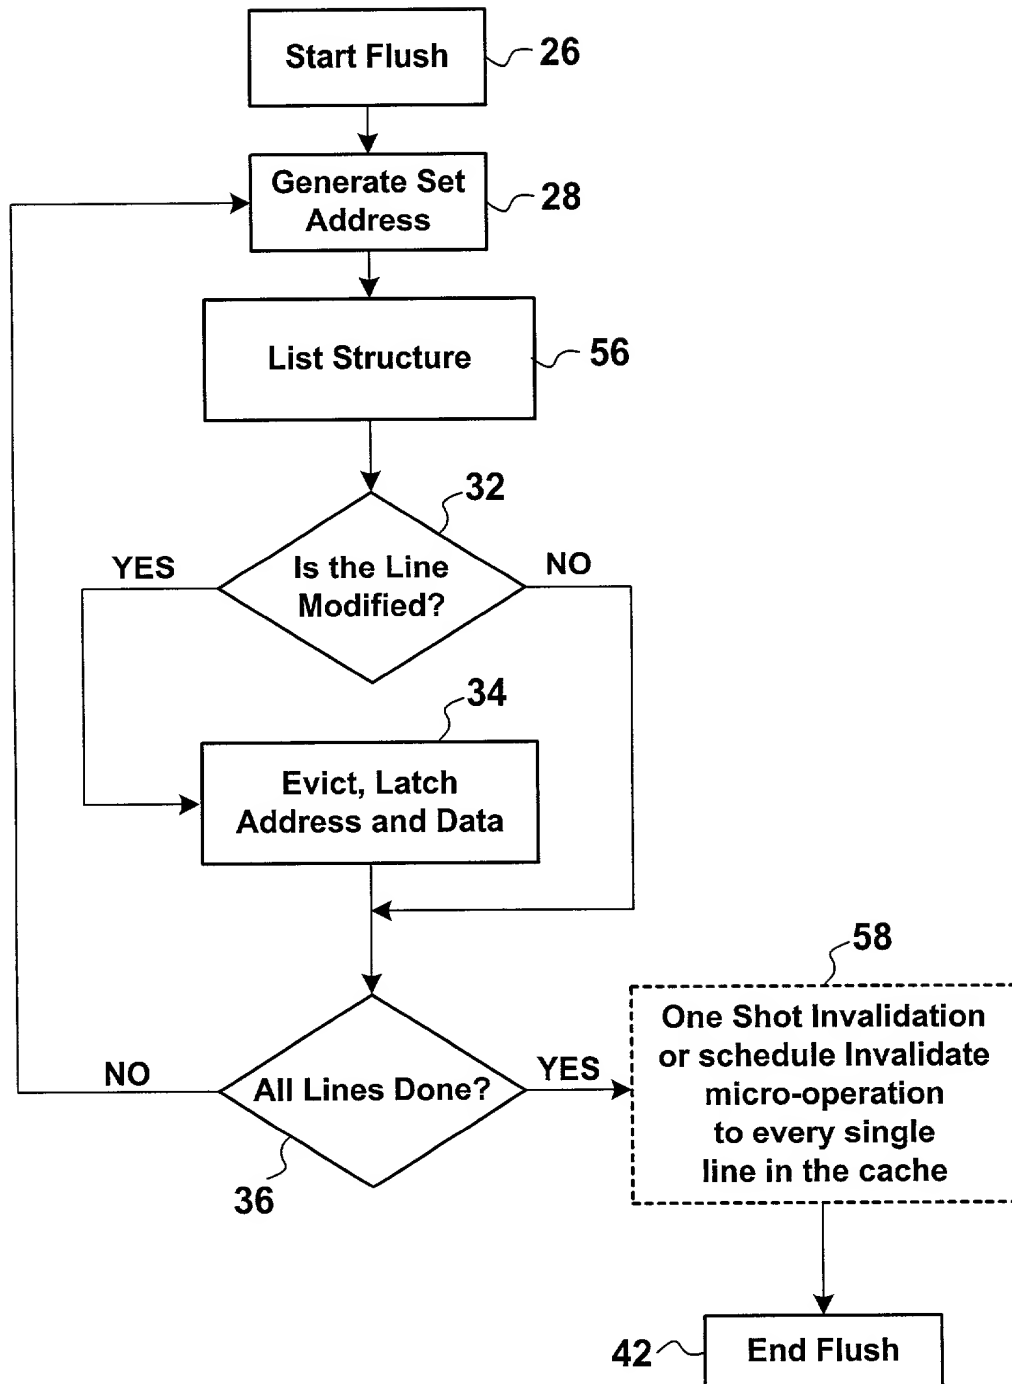 Start Flush
26
Generate Set
Address
28
List Structure
56
32
YES
Is the Line
Modified?
NO
34
Evict, Latch
Address and Data
58
One Shot Invalidation
or schedule Invalidate
micro-operation
to every single
line in the cache
NO
All Lines Done?
YES
36
42
End Flush